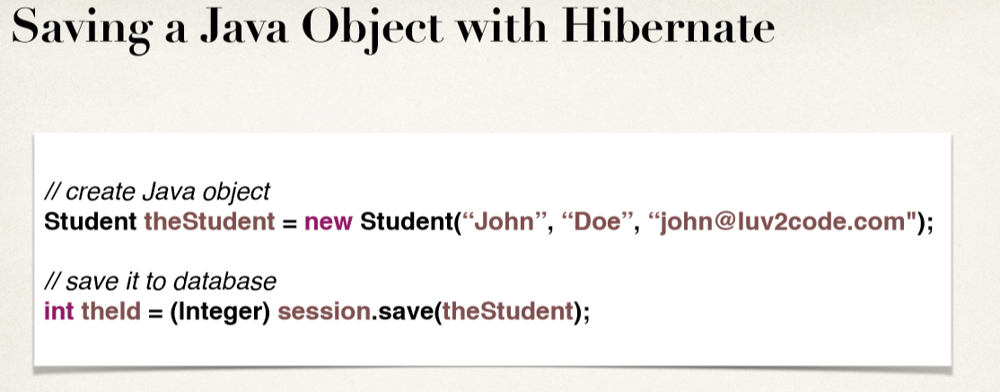 Saving a Java Object with Hibernate
// create Java object
Student theStudent = new Student(“John”, “Doe”, “john@luv2code.com");
// save it to database
int theId = (Integer) session.save(theStudent);